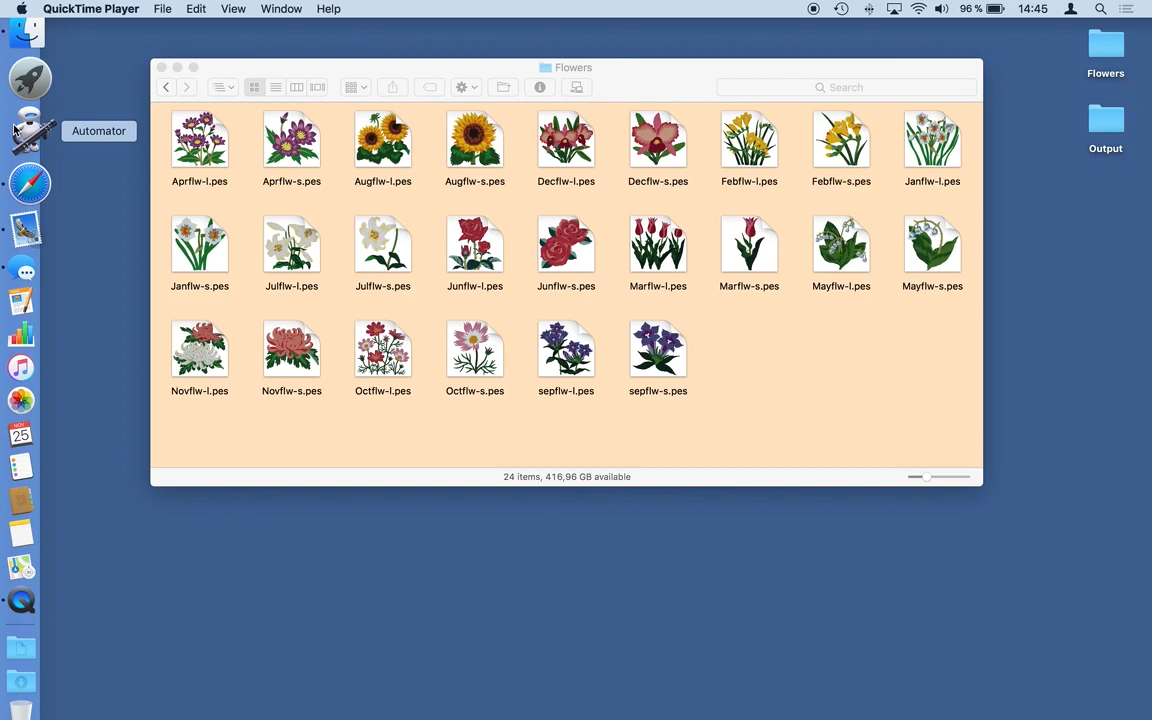 QuickTime Player File Edit View Window Help 96 % 14:45
Flowers
Search
Automator
Aprflw-l.pes Aprflw-s.pes Augflw-l.pes Augflw-s.pes Decflw-l.pes Decflw-s.pes Febflw-l.pes Febflw-s.pes Janflw-l.pes
Janflw-s.pes Julflw-l.pes Julflw-s.pes Junflw-l.pes Junflw-s.pes Marflw-l.pes Marflw-s.pes Mayflw-l.pes Mayflw-s.pes
Novflw-l.pes Novflw-s.pes Octflw-l.pes Octflw-s.pes sepflw-l.pes sepflw-s.pes
24 items, 416,96 GB available
Flowers
Output
NOV
25